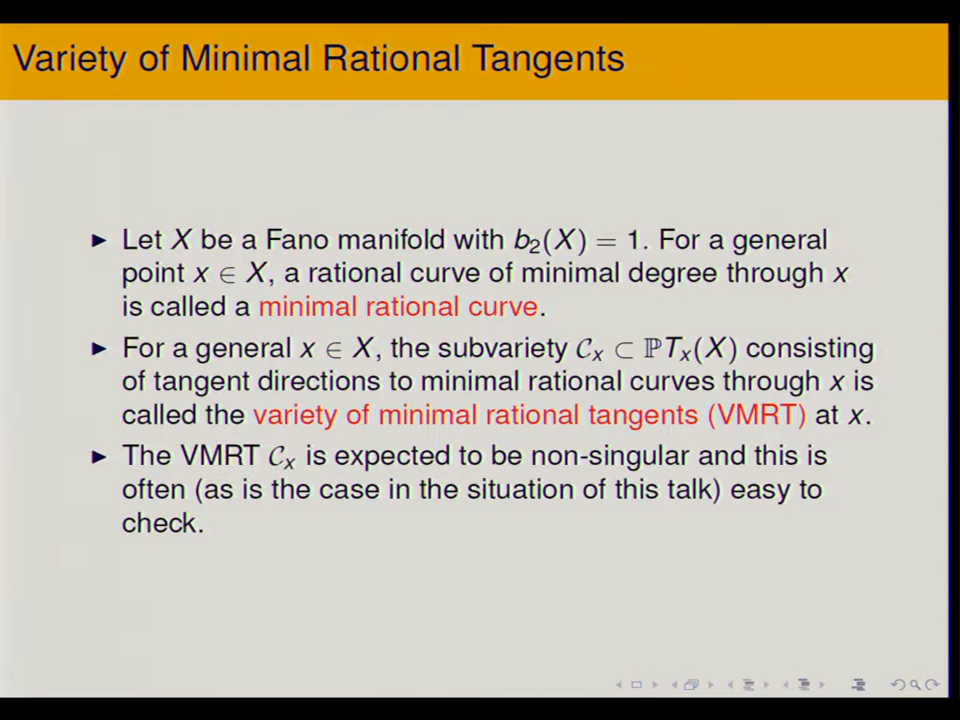 Variety of Minimal Rational Tangents
▶ Let X be a Fano manifold with b₂(X) = 1. For a general
point x ∈ X, a rational curve of minimal degree through x
is called a minimal rational curve.
▶ For a general x ∈ X, the subvariety 𝒞ₓ ⊂ ℙTₓ(X) consisting
of tangent directions to minimal rational curves through x is
called the variety of minimal rational tangents (VMRT) at x.
▶ The VMRT 𝒞ₓ is expected to be non-singular and this is
often (as is the case in the situation of this talk) easy to
check.